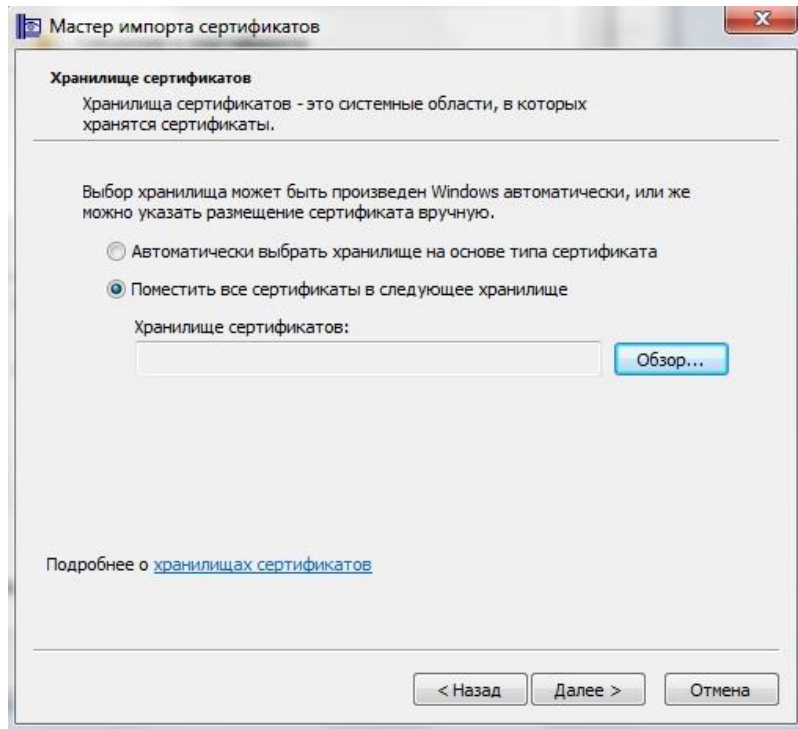 Мастер импорта сертификатов
Хранилище сертификатов
Хранилища сертификатов - это системные области, в которых
хранятся сертификаты.
Выбор хранилища может быть произведен Windows автоматически, или же
можно указать размещение сертификата вручную.
Автоматически выбрать хранилище на основе типа сертификата
Поместить все сертификаты в следующее хранилище
Хранилище сертификатов:
Обзор...
Подробнее о хранилищах сертификатов
< Назад
Далее >
Отмена